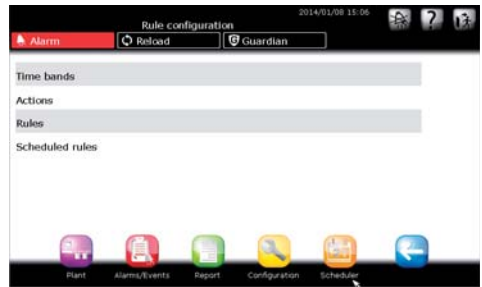 2014/01/08 15:06
Rule configuration
Alarm
Reload
Guardian
Time bands
Actions
Rules
Scheduled rules
Plant
Alarms/Events
Report
Configuration
Scheduler